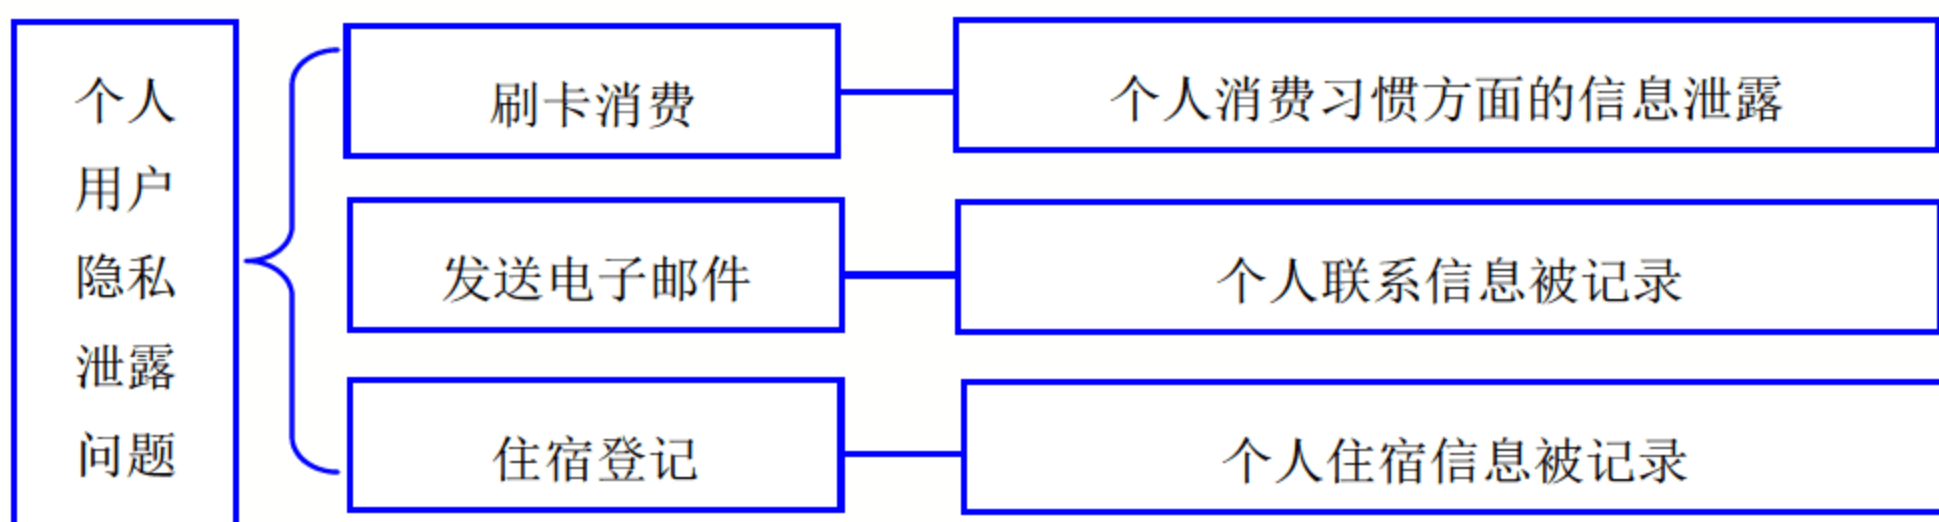 个人
用户
隐私
泄露
问题
刷卡消费
个人消费习惯方面的信息泄露
发送电子邮件
个人联系信息被记录
住宿登记
个人住宿信息被记录